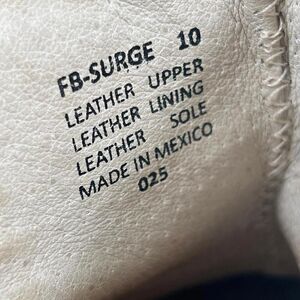 FB-SURGE 10
LEATHER UPPER
LEATHER LINING
LEATHER SOLE
MADE IN MEXICO
025